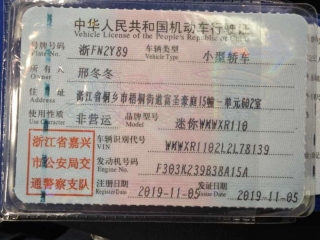 中华人民共和国机动车行驶证
Vehicle License of the People's Republic of China
号牌号码 浙FN2Y89 车辆类型 Vehicle Type 小型轿车
所有人 Owner 邢冬冬
住址 浙江省桐乡市梧桐街道富圣豪庭15幢一单元602室
使用性质 Use Character 非营运 品牌型号 Model 迷你WMWXR110
浙江省嘉兴市公安局交通警察支队
车辆识别代号 VIN WMWXR1102L2L78139
发动机号码 Engine No. F303K239B38A15A
注册日期 Register Date 2019-11-05 发证日期 2019-11-05